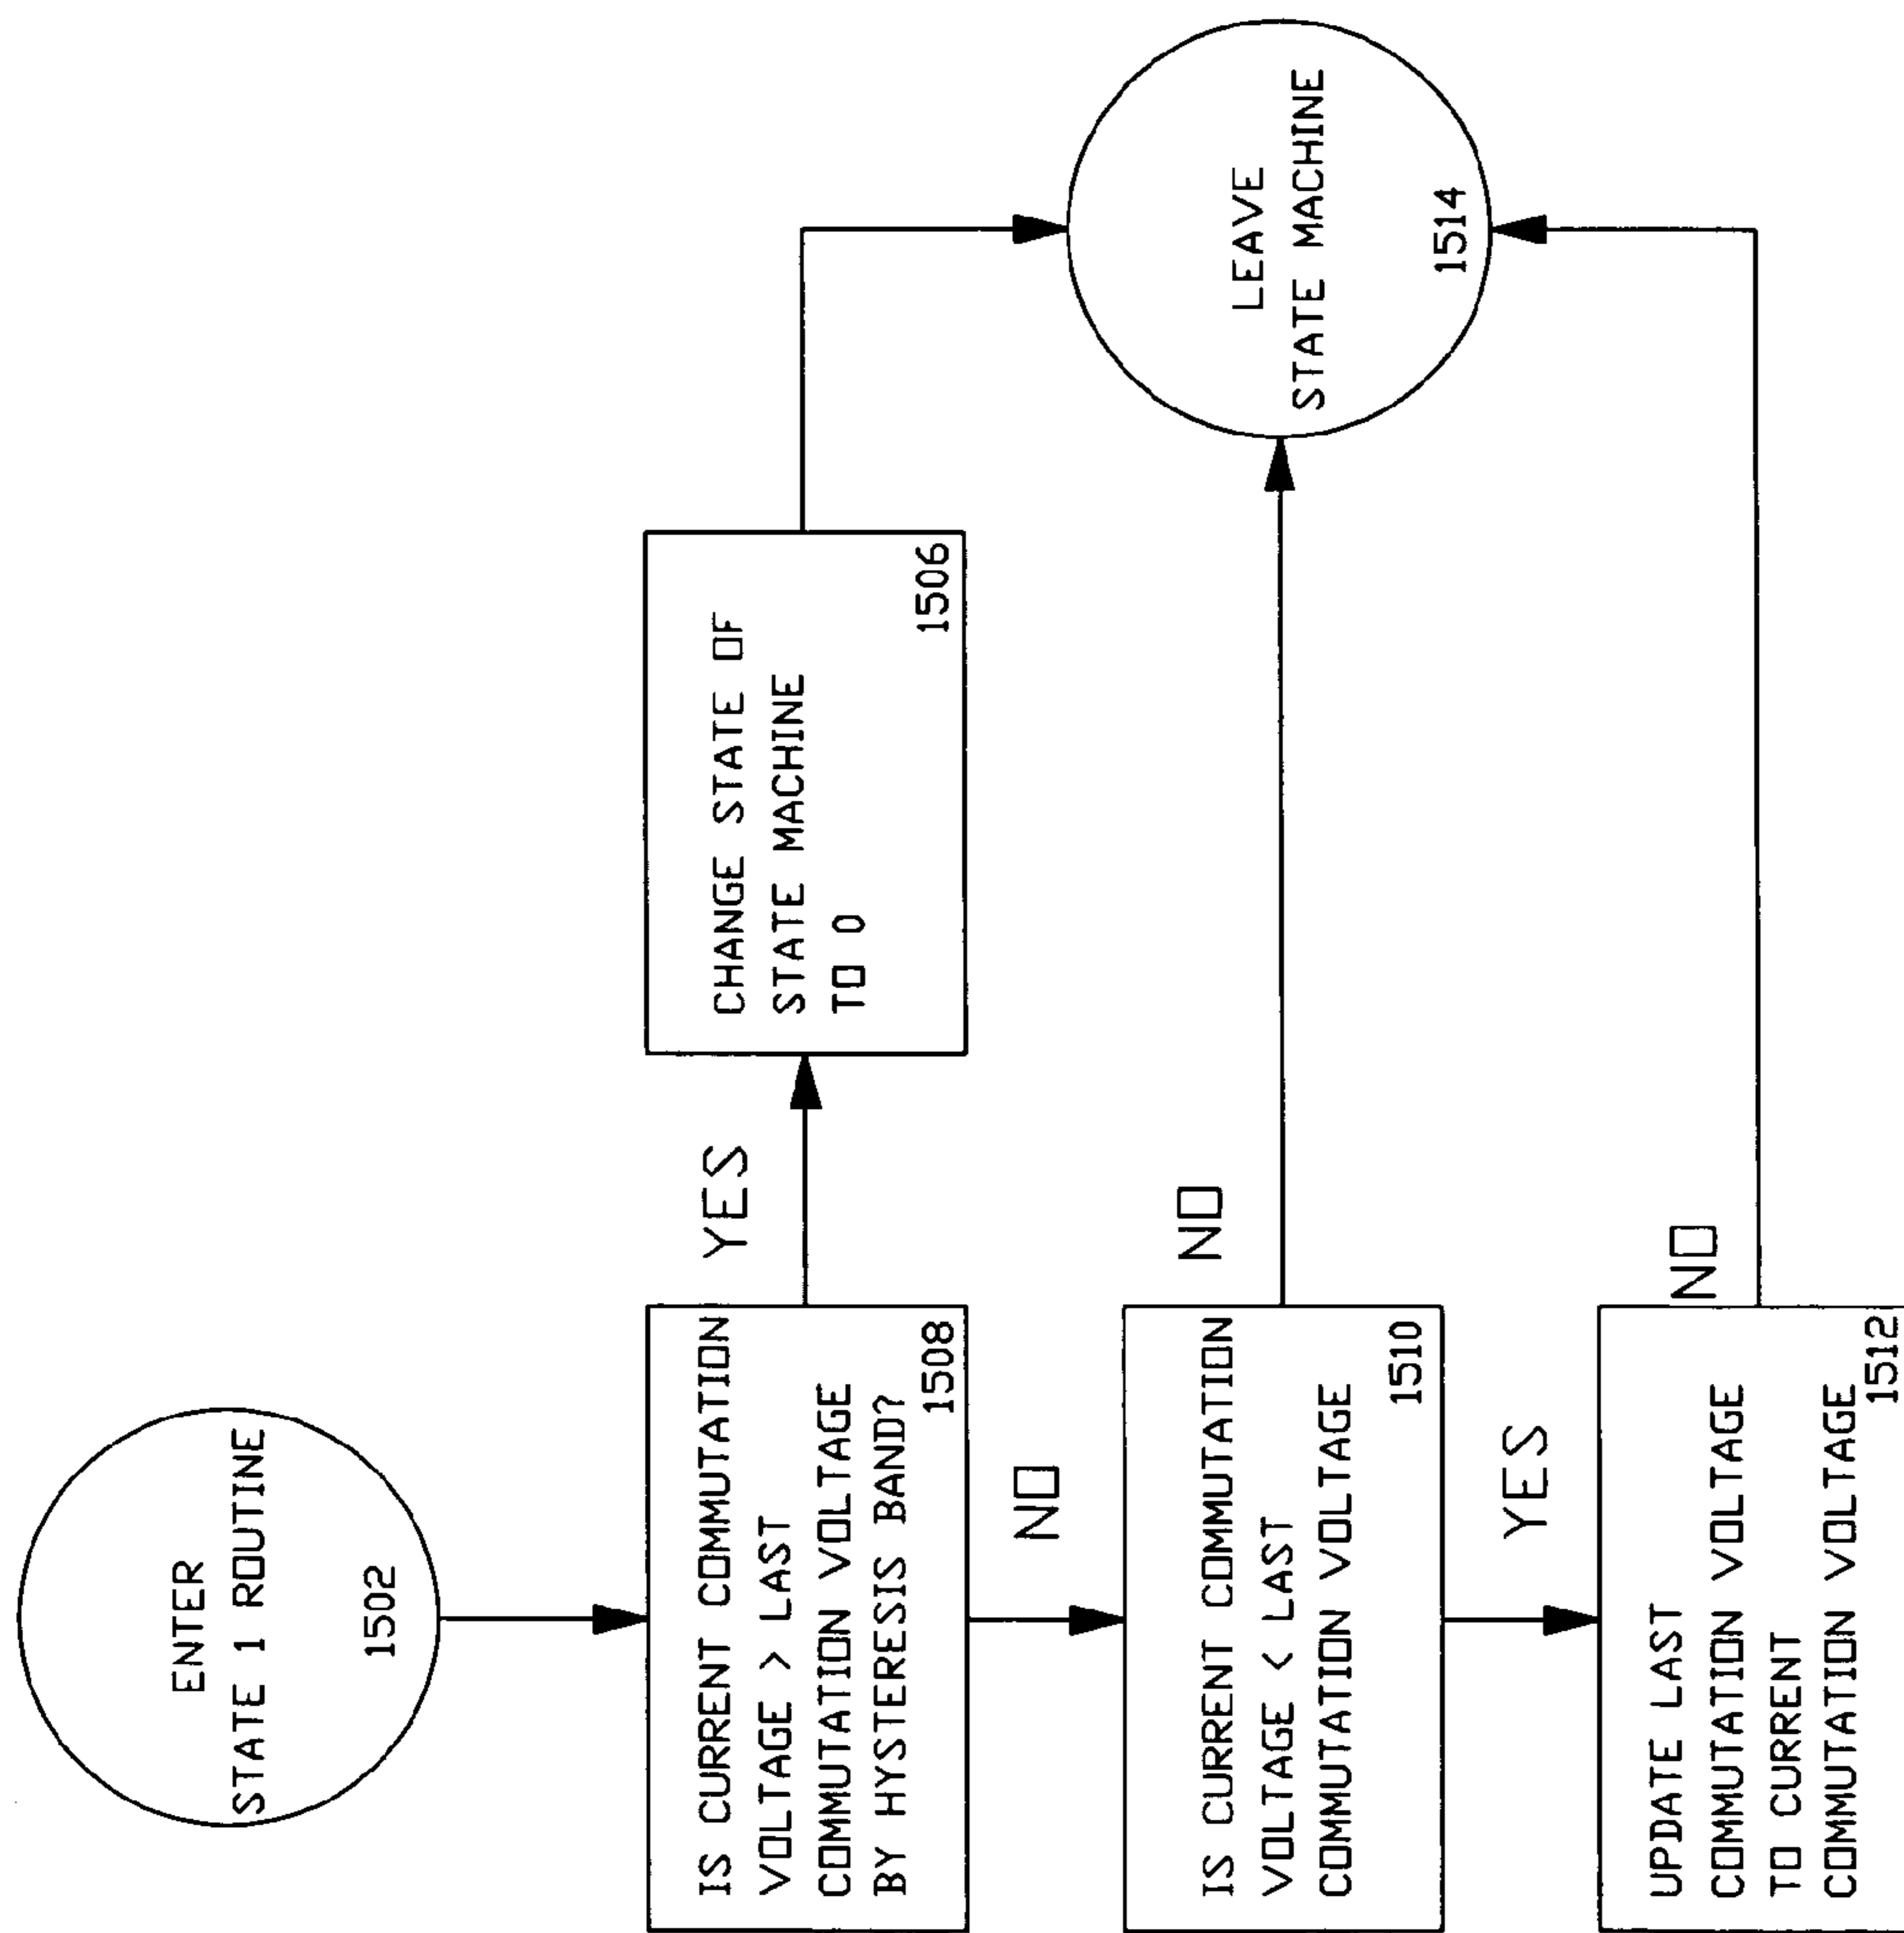 ENTER
STATE 1 ROUTINE
1502
IS CURRENT COMMUTATION
VOLTAGE > LAST
COMMUTATION VOLTAGE
BY HYSTERESIS BAND?
1508
YES
CHANGE STATE OF
STATE MACHINE
TO 0
1506
NO
IS CURRENT COMMUTATION
VOLTAGE < LAST
COMMUTATION VOLTAGE
1510
NO
LEAVE
STATE MACHINE
1514
YES
UPDATE LAST
COMMUTATION VOLTAGE
TO CURRENT
COMMUTATION VOLTAGE
1512
NO